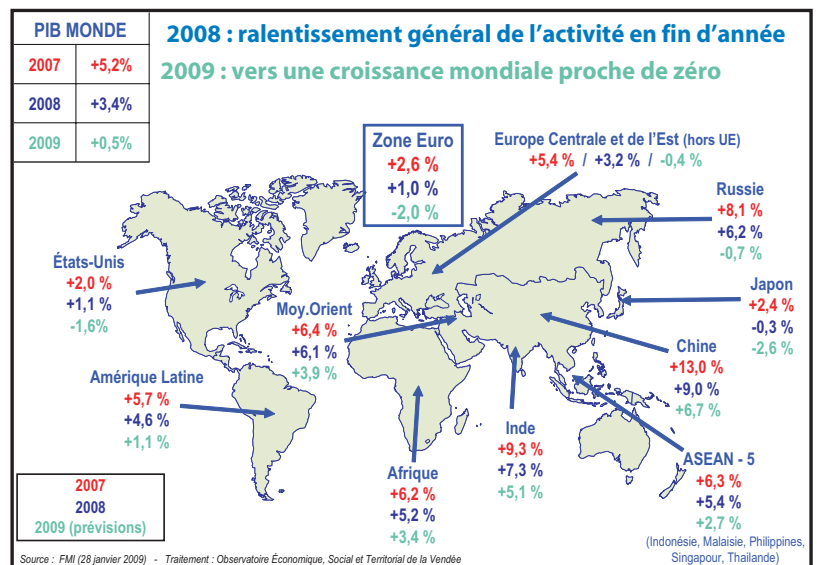 PIB MONDE
2007 +5,2%
2008 +3,4%
2009 +0,5%
2008 : ralentissement général de l’activité en fin d’année
2009 : vers une croissance mondiale proche de zéro
Zone Euro
+2,6 %
+1,0 %
-2,0 %
Europe Centrale et de l’Est (hors UE)
+5,4 % / +3,2 % / -0,4 %
Russie
+8,1 %
+6,2 %
-0,7 %
États-Unis
+2,0 %
+1,1 %
-1,6%
Moy.Orient
+6,4 %
+6,1 %
+3,9 %
Japon
+2,4 %
-0,3 %
-2,6 %
Chine
+13,0 %
+9,0 %
+6,7 %
Amérique Latine
+5,7 %
+4,6 %
+1,1 %
Afrique
+6,2 %
+5,2 %
+3,4 %
Inde
+9,3 %
+7,3 %
+5,1 %
ASEAN - 5
+6,3 %
+5,4 %
+2,7 %
(Indonésie, Malaisie, Philippines,
Singapour, Thaïlande)
2007
2008
2009 (prévisions)
Source : FMI (28 janvier 2009) - Traitement : Observatoire Économique, Social et Territorial de la Vendée